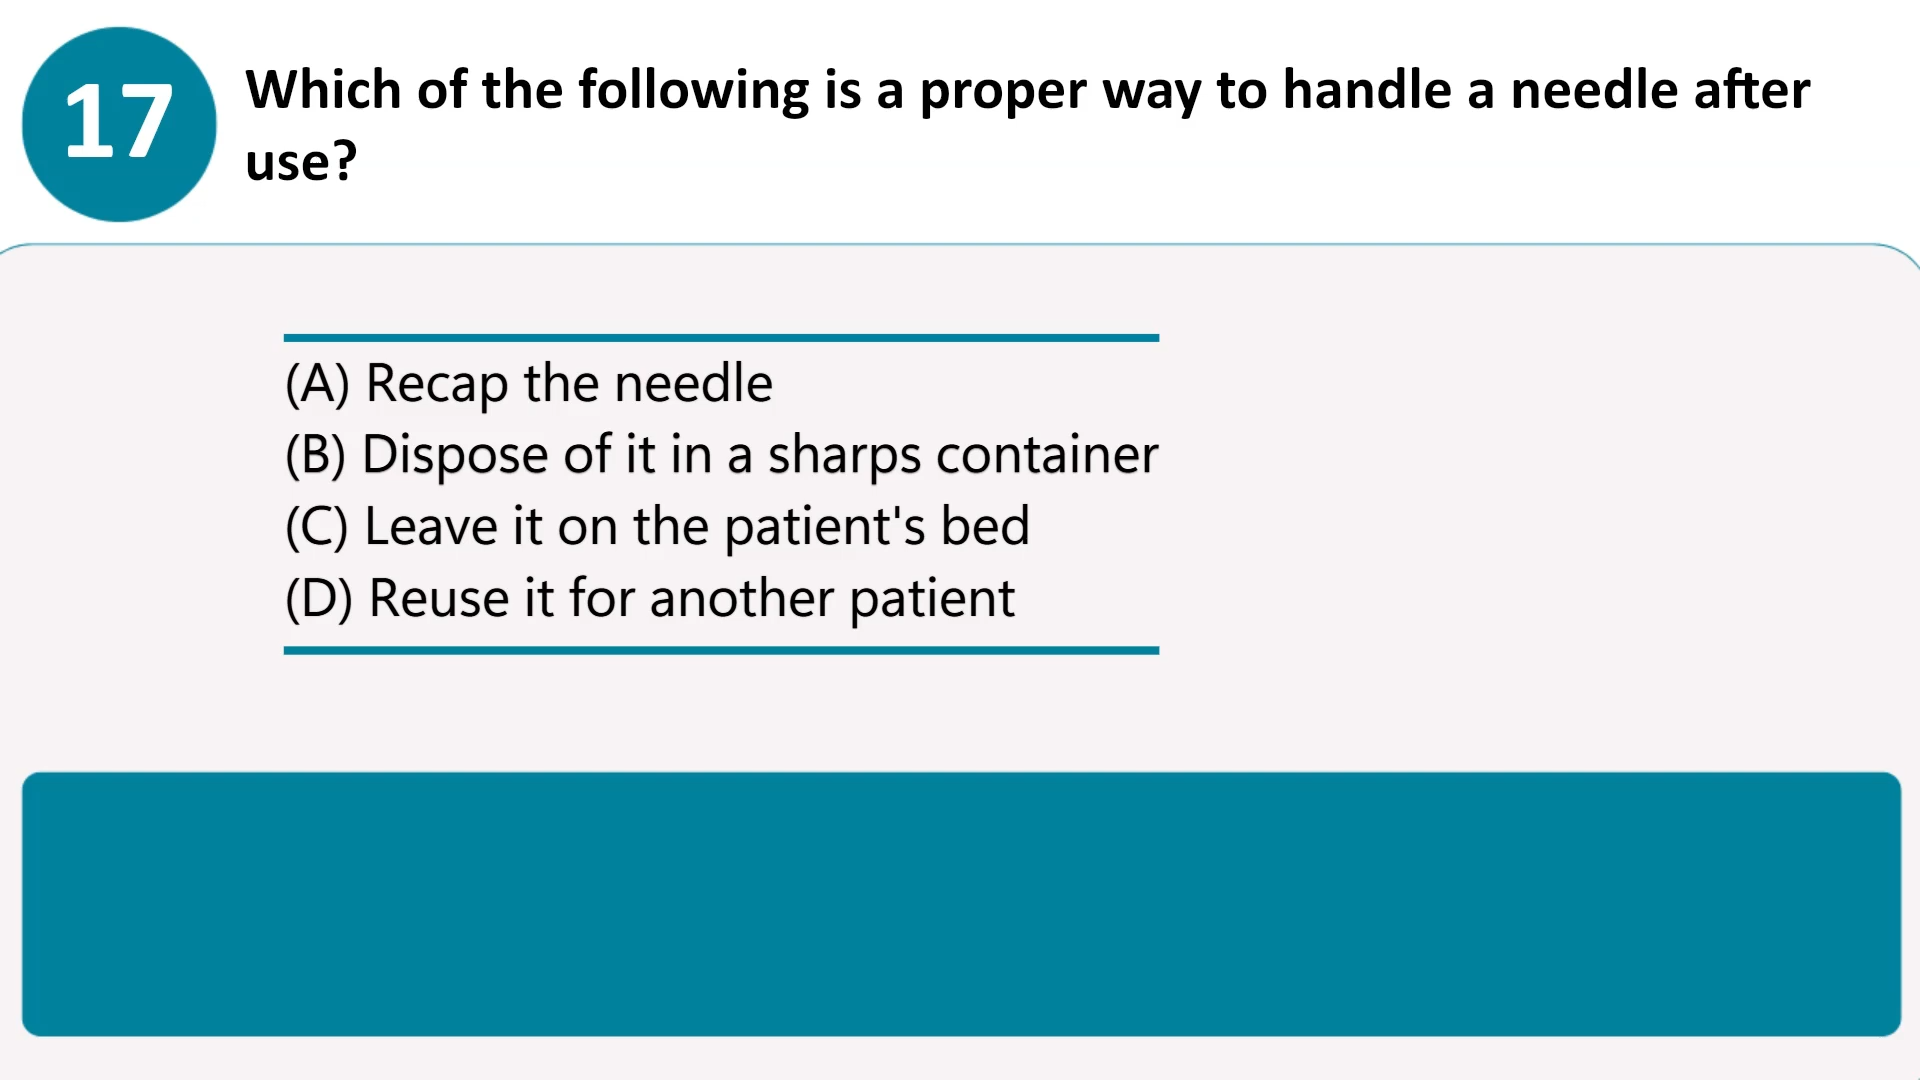 17
Which of the following is a proper way to handle a needle after
use?
(A) Recap the needle
(B) Dispose of it in a sharps container
(C) Leave it on the patient's bed
(D) Reuse it for another patient